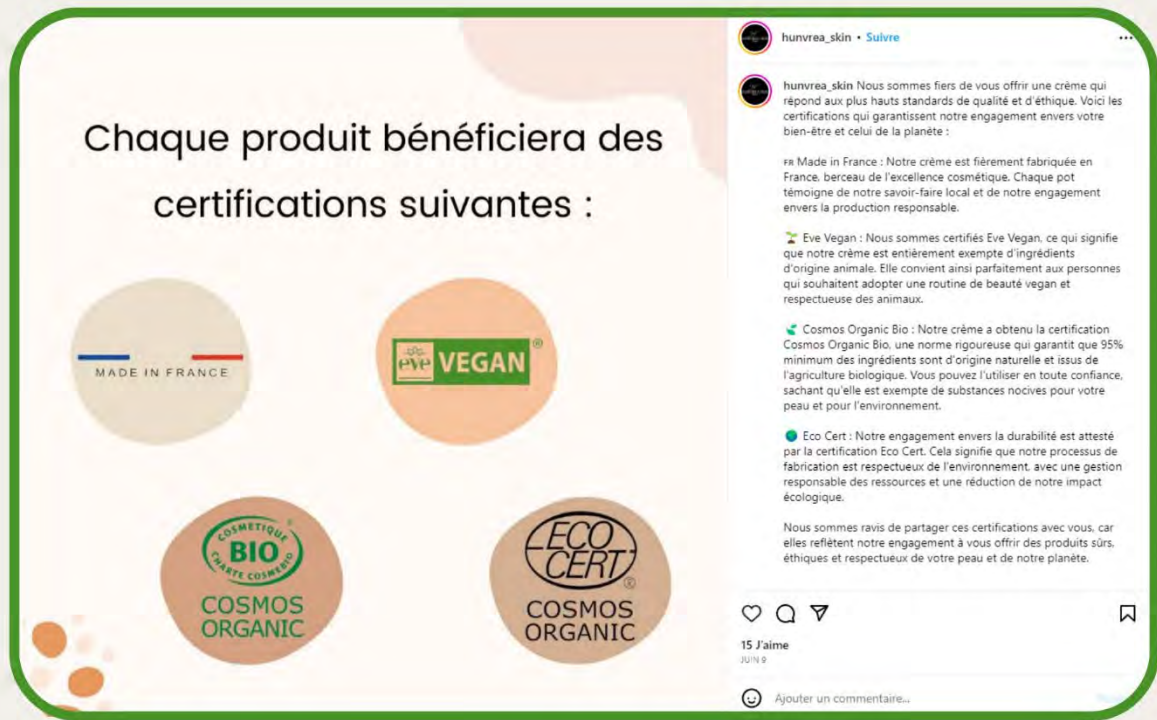 Chaque produit bénéficiera des
certifications suivantes :
MADE IN FRANCE
eve VEGAN®
COSMETIQUE
BIO
CHARTE COSMEBIO
COSMOS
ORGANIC
ECO
CERT®
COSMOS
ORGANIC
hunvrea_skin • Suivre
hunvrea_skin Nous sommes fiers de vous offrir une crème qui
répond aux plus hauts standards de qualité et d'éthique. Voici les
certifications qui garantissent notre engagement envers votre
bien-être et celui de la planète :
FR Made in France : Notre crème est fièrement fabriquée en
France, berceau de l'excellence cosmétique. Chaque pot
témoigne de notre savoir-faire local et de notre engagement
envers la production responsable.
🌱 Eve Vegan : Nous sommes certifiés Eve Vegan, ce qui signifie
que notre crème est entièrement exempte d'ingrédients
d'origine animale. Elle convient ainsi parfaitement aux personnes
qui souhaitent adopter une routine de beauté vegan et
respectueuse des animaux.
🌿 Cosmos Organic Bio : Notre crème a obtenu la certification
Cosmos Organic Bio, une norme rigoureuse qui garantit que 95%
minimum des ingrédients sont d'origine naturelle et issus de
l'agriculture biologique. Vous pouvez l'utiliser en toute confiance,
sachant qu'elle est exempte de substances nocives pour votre
peau et pour l'environnement.
🌍 Eco Cert : Notre engagement envers la durabilité est attesté
par la certification Eco Cert. Cela signifie que notre processus de
fabrication est respectueux de l'environnement, avec une gestion
responsable des ressources et une réduction de notre impact
écologique.
Nous sommes ravis de partager ces certifications avec vous, car
elles reflètent notre engagement à vous offrir des produits sûrs,
éthiques et respectueux de votre peau et de notre planète.
15 J'aime
JUIN 9
Ajouter un commentaire...